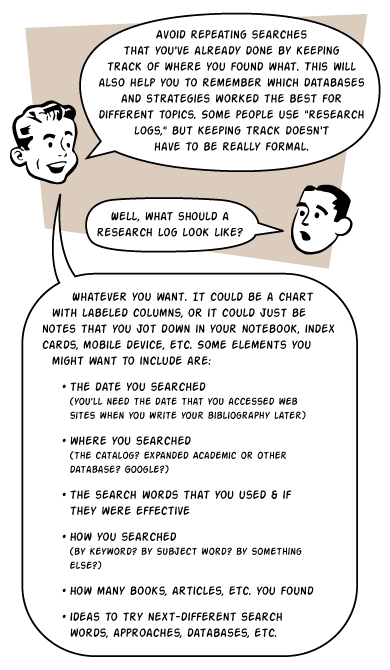 AVOID REPEATING SEARCHES
THAT YOU'VE ALREADY DONE BY KEEPING
TRACK OF WHERE YOU FOUND WHAT. THIS WILL
ALSO HELP YOU TO REMEMBER WHICH DATABASES
AND STRATEGIES WORKED THE BEST FOR
DIFFERENT TOPICS. SOME PEOPLE USE "RESEARCH
LOGS," BUT KEEPING TRACK DOESN'T
HAVE TO BE REALLY FORMAL.
WELL, WHAT SHOULD A
RESEARCH LOG LOOK LIKE?
WHATEVER YOU WANT. IT COULD BE A CHART
WITH LABELED COLUMNS, OR IT COULD JUST BE
NOTES THAT YOU JOT DOWN IN YOUR NOTEBOOK, INDEX
CARDS, MOBILE DEVICE, ETC. SOME ELEMENTS YOU
MIGHT WANT TO INCLUDE ARE:
• THE DATE YOU SEARCHED
(YOU'LL NEED THE DATE THAT YOU ACCESSED WEB
SITES WHEN YOU WRITE YOUR BIBLIOGRAPHY LATER)
• WHERE YOU SEARCHED
(THE CATALOG? EXPANDED ACADEMIC OR OTHER
DATABASE? GOOGLE?)
• THE SEARCH WORDS THAT YOU USED & IF
THEY WERE EFFECTIVE
• HOW YOU SEARCHED
(BY KEYWORD? BY SUBJECT WORD? BY SOMETHING
ELSE?)
• HOW MANY BOOKS, ARTICLES, ETC. YOU FOUND
• IDEAS TO TRY NEXT-DIFFERENT SEARCH
WORDS, APPROACHES, DATABASES, ETC.